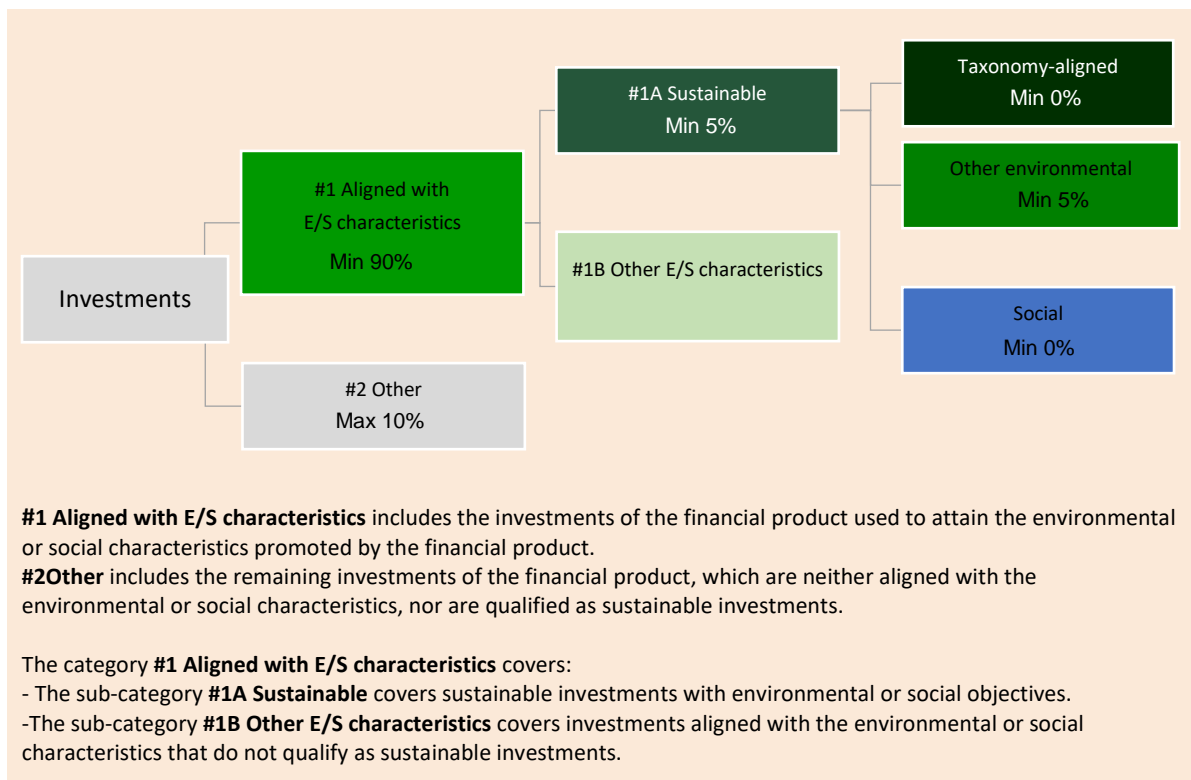 Investments
#1 Aligned with
E/S characteristics
Min 90%
#2 Other
Max 10%
#1A Sustainable
Min 5%
#1B Other E/S characteristics
Taxonomy-aligned
Min 0%
Other environmental
Min 5%
Social
Min 0%
#1 Aligned with E/S characteristics includes the investments of the financial product used to attain the environmental
or social characteristics promoted by the financial product.
#2Other includes the remaining investments of the financial product, which are neither aligned with the
environmental or social characteristics, nor are qualified as sustainable investments.
The category #1 Aligned with E/S characteristics covers:
- The sub-category #1A Sustainable covers sustainable investments with environmental or social objectives.
-The sub-category #1B Other E/S characteristics covers investments aligned with the environmental or social
characteristics that do not qualify as sustainable investments.